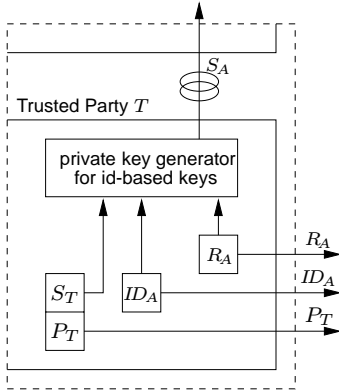 S_A
Trusted Party T
private key generator
for id-based keys
R_A R_A
S_T ID_A ID_A
P_T P_T